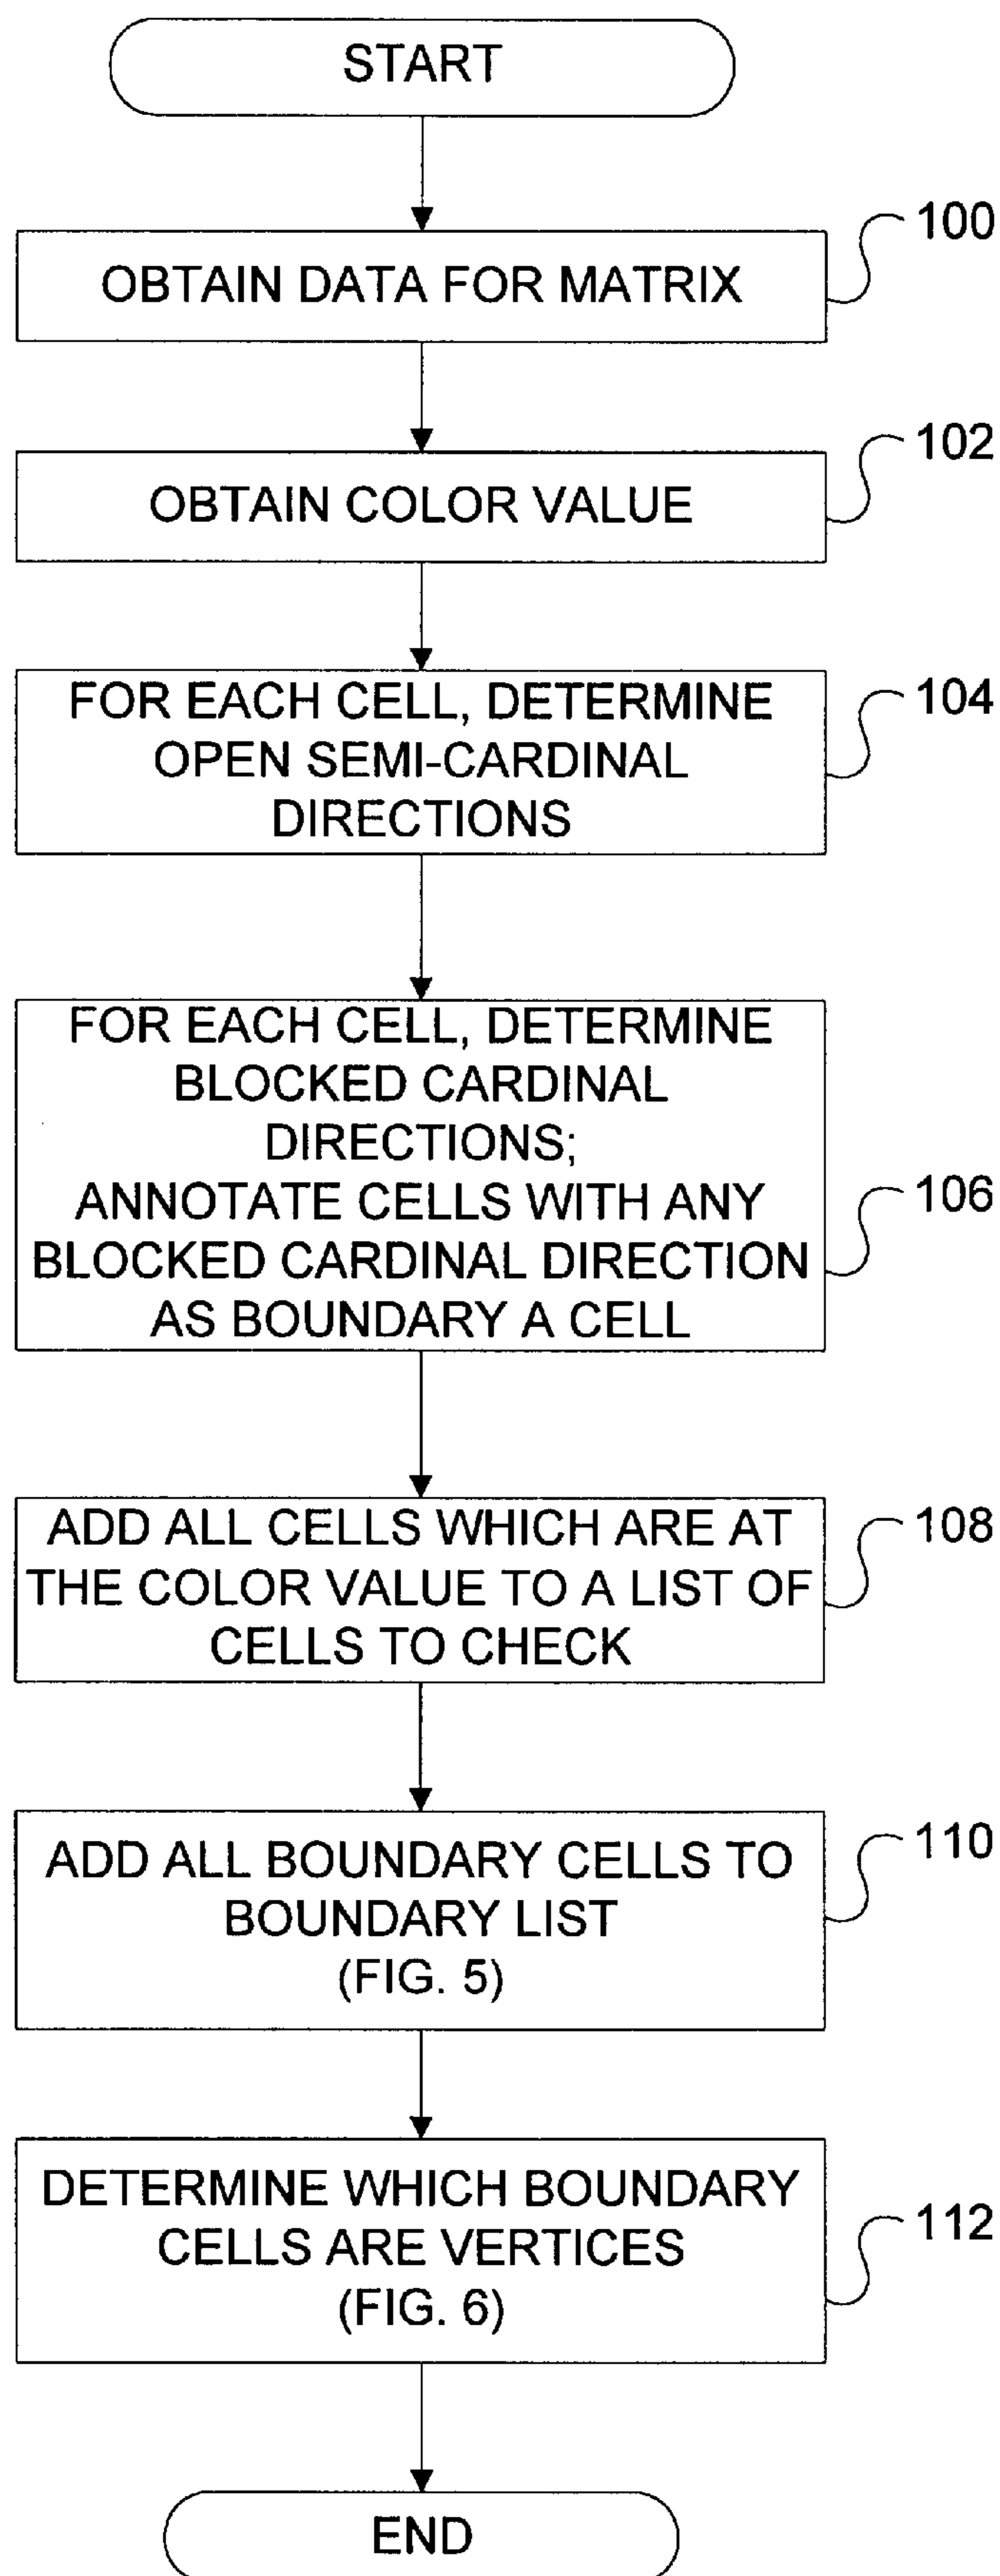 START
100
OBTAIN DATA FOR MATRIX
102
OBTAIN COLOR VALUE
104
FOR EACH CELL, DETERMINE
OPEN SEMI-CARDINAL
DIRECTIONS
FOR EACH CELL, DETERMINE
BLOCKED CARDINAL
DIRECTIONS;
ANNOTATE CELLS WITH ANY
106
BLOCKED CARDINAL DIRECTION
AS BOUNDARY A CELL
108
ADD ALL CELLS WHICH ARE AT
THE COLOR VALUE TO A LIST OF
CELLS TO CHECK
110
ADD ALL BOUNDARY CELLS TO
BOUNDARY LIST
(FIG. 5)
DETERMINE WHICH BOUNDARY
112
CELLS ARE VERTICES
(FIG. 6)
END